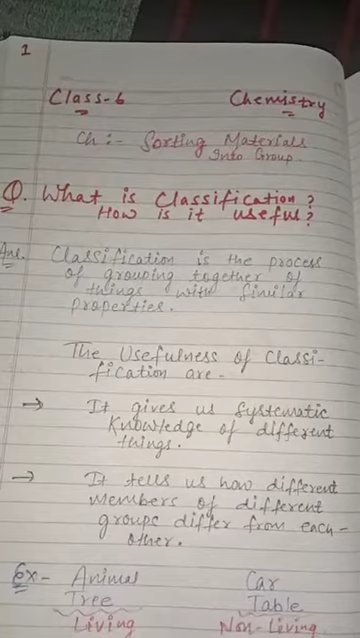 1
Class-6 Chemistry
Ch :- Sorting Materials
Into Group.
Q. What is Classification?
How is it useful?
Ans. Classification is the process
of grouping together of
things with similar
properties.
The Usefulness of Classi-
fication are -
→ It gives us Systematic
Knowledge of different
things.
→ It tells us how different
members of different
groups differ from each-
other.
Ex- Animal Car
Tree Table
Living Non-Living